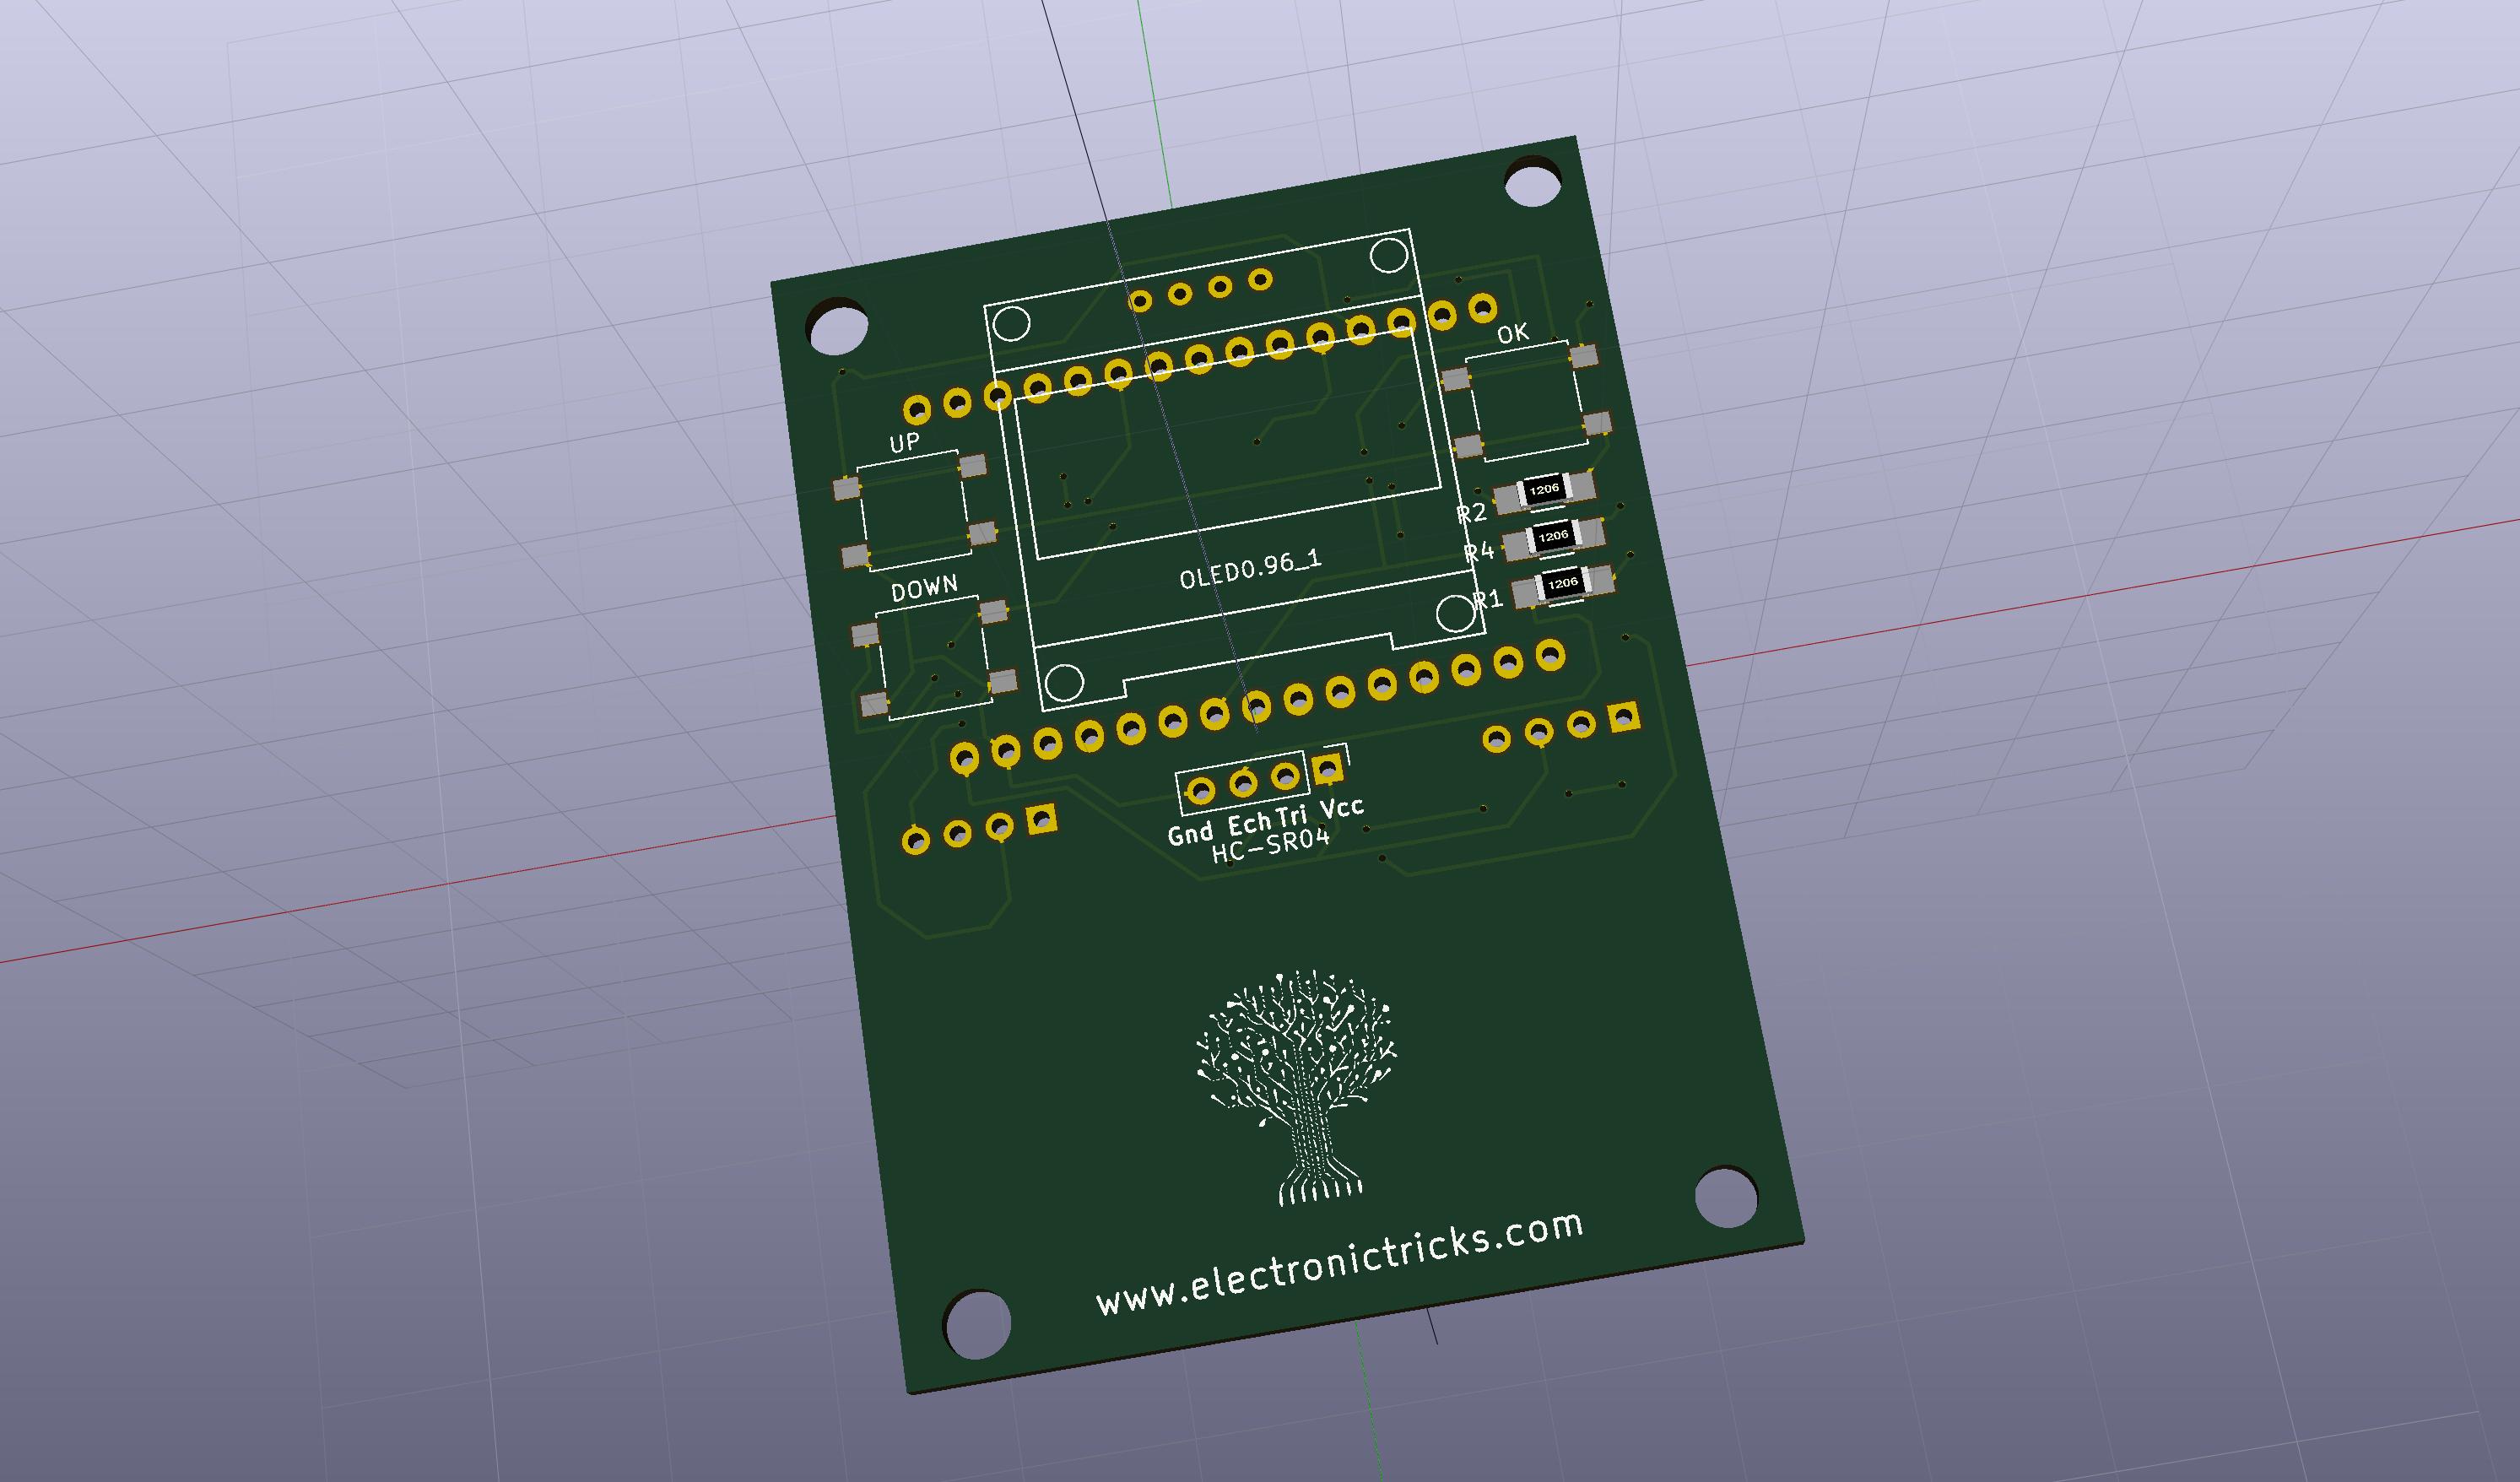 OK
UP
1206
R2
1206
R4
OLED0.96_1
1206
R1
DOWN
Gnd Ech Tri Vcc
HC-SR04
www.electronictricks.com